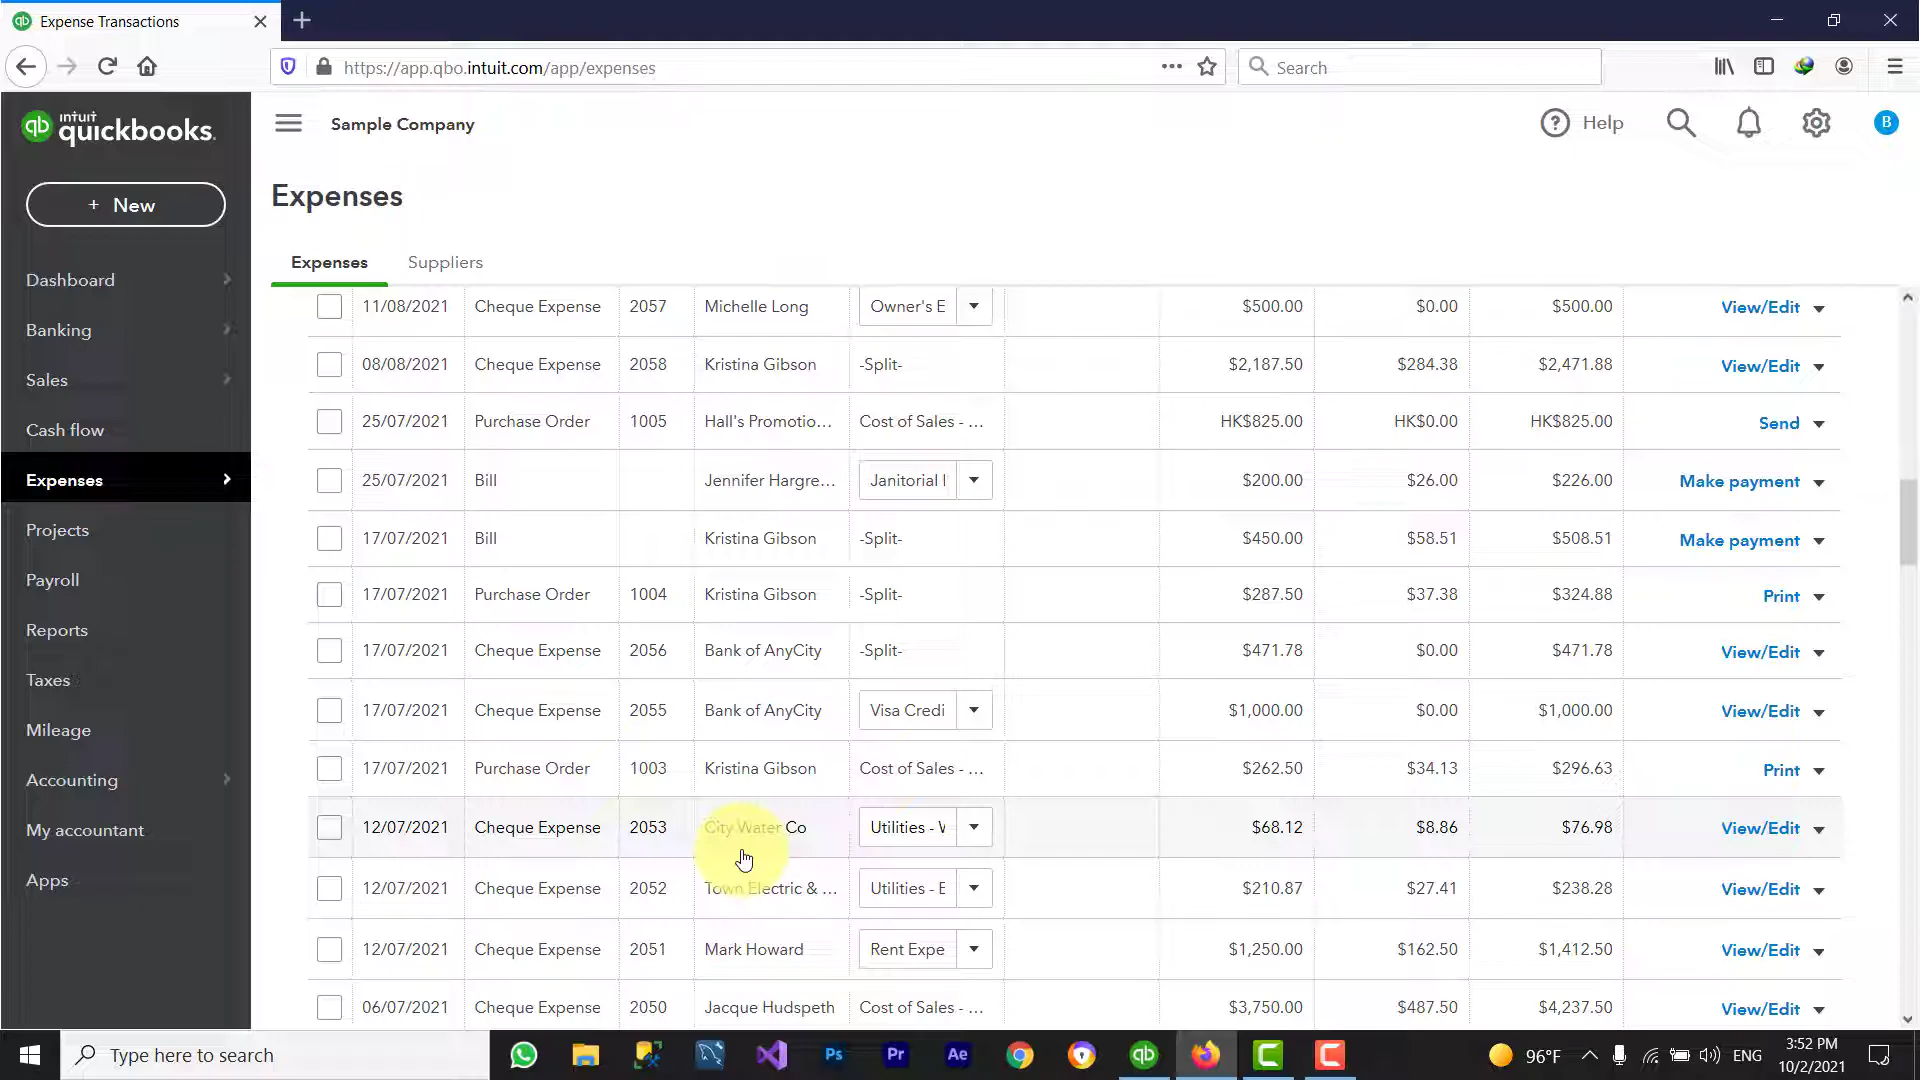 Expense Transactions
https://app.qbo.intuit.com/app/expenses
Search
intuit quickbooks.
Sample Company
Help
B
+ New
Expenses
Expenses Suppliers
Dashboard
Banking
Sales
Cash flow
Expenses
Projects
Payroll
Reports
Taxes
Mileage
Accounting
My accountant
Apps
11/08/2021 Cheque Expense 2057 Michelle Long Owner's E $500.00 $0.00 $500.00 View/Edit
08/08/2021 Cheque Expense 2058 Kristina Gibson -Split- $2,187.50 $284.38 $2,471.88 View/Edit
25/07/2021 Purchase Order 1005 Hall's Promotio... Cost of Sales - ... HK$825.00 HK$0.00 HK$825.00 Send
25/07/2021 Bill Jennifer Hargre... Janitorial $200.00 $26.00 $226.00 Make payment
17/07/2021 Bill Kristina Gibson -Split- $450.00 $58.51 $508.51 Make payment
17/07/2021 Purchase Order 1004 Kristina Gibson -Split- $287.50 $37.38 $324.88 Print
17/07/2021 Cheque Expense 2056 Bank of AnyCity -Split- $471.78 $0.00 $471.78 View/Edit
17/07/2021 Cheque Expense 2055 Bank of AnyCity Visa Credi $1,000.00 $0.00 $1,000.00 View/Edit
17/07/2021 Purchase Order 1003 Kristina Gibson Cost of Sales - ... $262.50 $34.13 $296.63 Print
12/07/2021 Cheque Expense 2053 City Water Co Utilities - W $68.12 $8.86 $76.98 View/Edit
12/07/2021 Cheque Expense 2052 Town Electric & ... Utilities - E $210.87 $27.41 $238.28 View/Edit
12/07/2021 Cheque Expense 2051 Mark Howard Rent Expe $1,250.00 $162.50 $1,412.50 View/Edit
06/07/2021 Cheque Expense 2050 Jacque Hudspeth Cost of Sales - ... $3,750.00 $487.50 $4,237.50 View/Edit
Type here to search
Ps
Pr
Ae
96°F
ENG
3:52 PM
10/2/2021